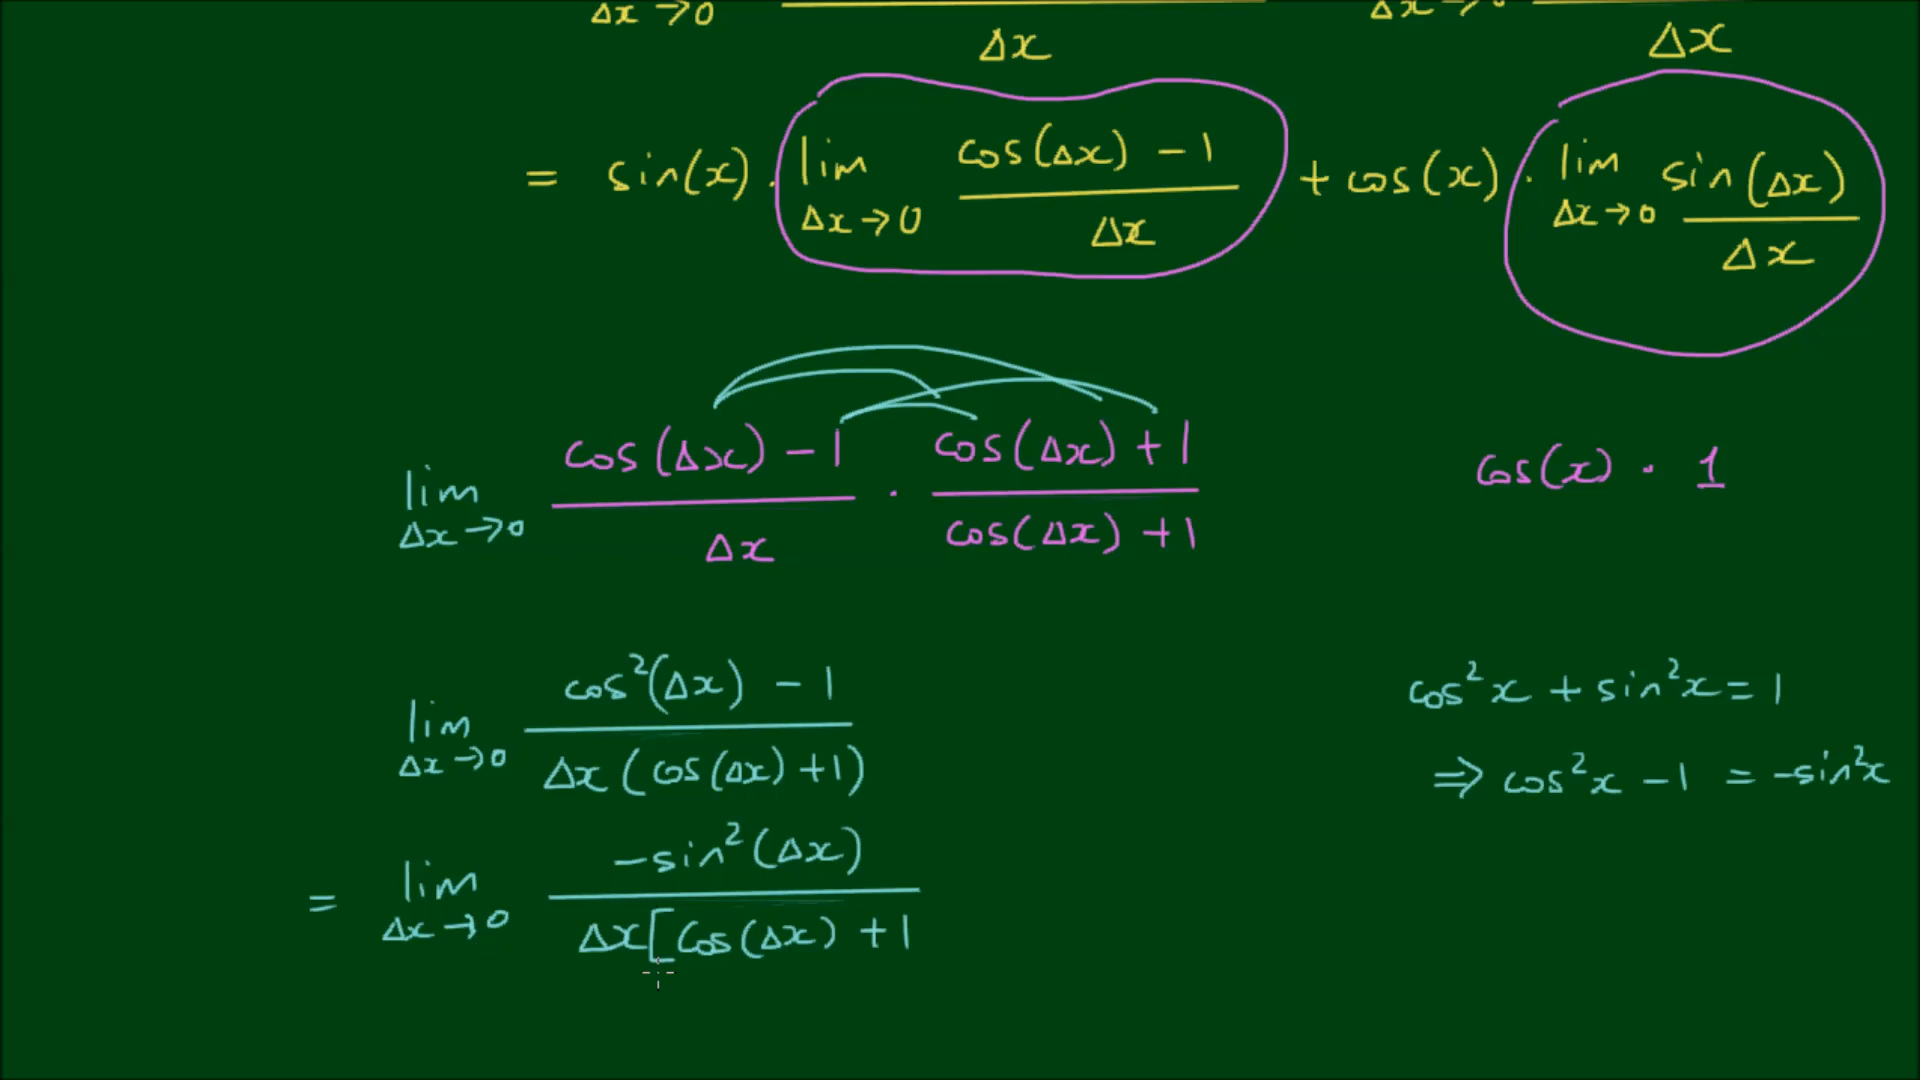 Δx→0 Δx Δx→0 Δx
= sin(x) · lim Δx→0 cos(Δx) - 1 / Δx + cos(x) · lim Δx→0 sin(Δx) / Δx
lim Δx→0 cos(Δx) - 1 / Δx · cos(Δx) + 1 / cos(Δx) + 1
cos(x) · 1
lim Δx→0 cos²(Δx) - 1 / Δx(cos(Δx) + 1)
cos²x + sin²x = 1
⇒ cos²x - 1 = -sin²x
= lim Δx→0 -sin²(Δx) / Δx[cos(Δx) + 1